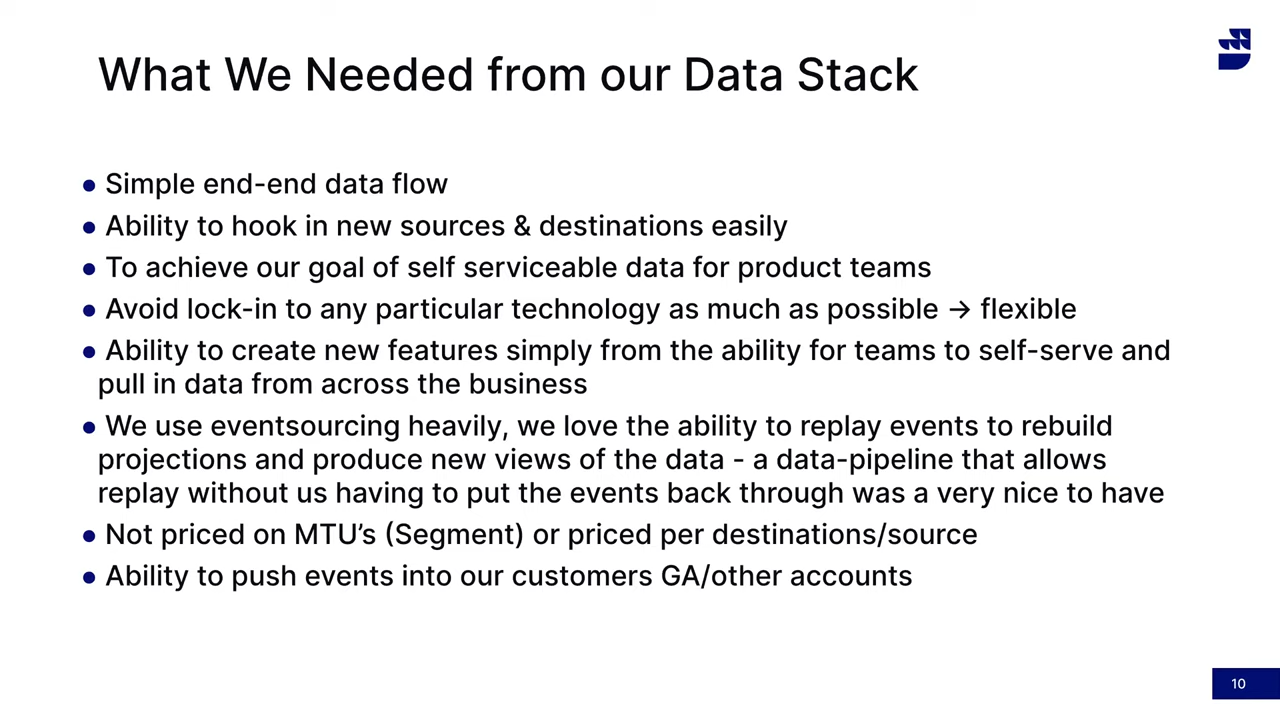 What We Needed from our Data Stack
● Simple end-end data flow
● Ability to hook in new sources & destinations easily
● To achieve our goal of self serviceable data for product teams
● Avoid lock-in to any particular technology as much as possible → flexible
● Ability to create new features simply from the ability for teams to self-serve and
pull in data from across the business
● We use eventsourcing heavily, we love the ability to replay events to rebuild
projections and produce new views of the data - a data-pipeline that allows
replay without us having to put the events back through was a very nice to have
● Not priced on MTU’s (Segment) or priced per destinations/source
● Ability to push events into our customers GA/other accounts
10